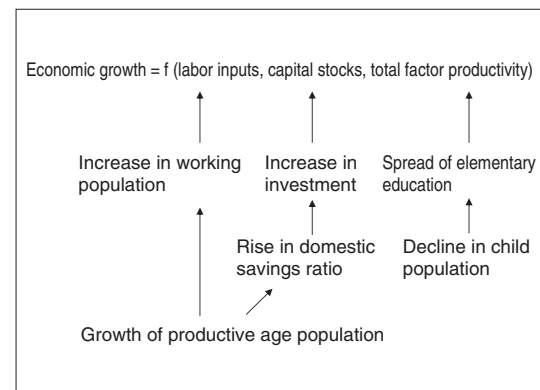 Economic growth = f (labor inputs, capital stocks, total factor productivity)
Increase in working
population
Increase in
investment
Spread of elementary
education
Rise in domestic
savings ratio
Decline in child
population
Growth of productive age population